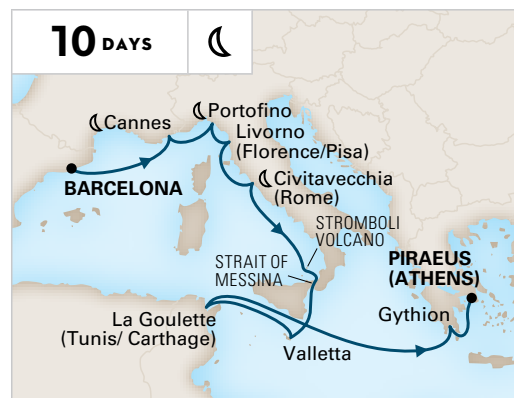 10 DAYS
Portofino
Cannes
Livorno
(Florence/Pisa)
BARCELONA
Civitavecchia
(Rome)
STROMBOLI
VOLCANO
STRAIT OF
MESSINA
PIRAEUS
(ATHENS)
La Goulette
(Tunis/ Carthage)
Gythion
Valletta